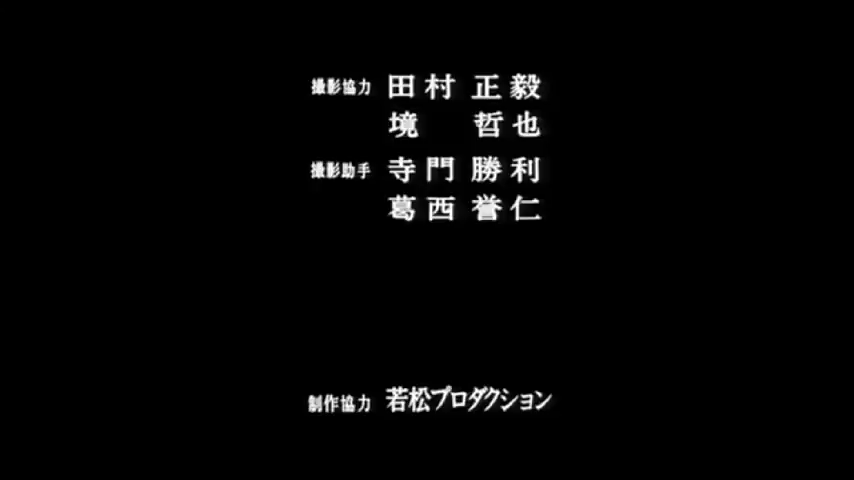 撮影協力 田村 正毅
境 哲也
撮影助手 寺門 勝利
葛西 誉仁
制作協力 若松プロダクション